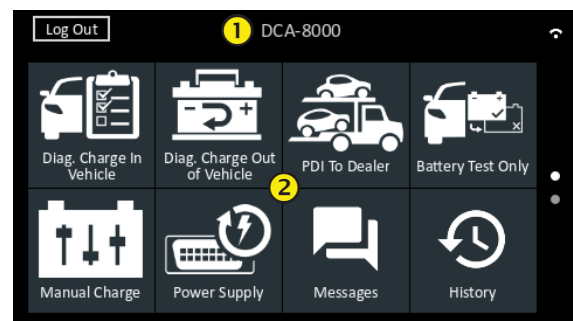 Log Out
1
DCA-8000
Diag. Charge In
Vehicle
Diag. Charge Out
of Vehicle
PDI To Dealer
Battery Test Only
2
Manual Charge
Power Supply
Messages
History